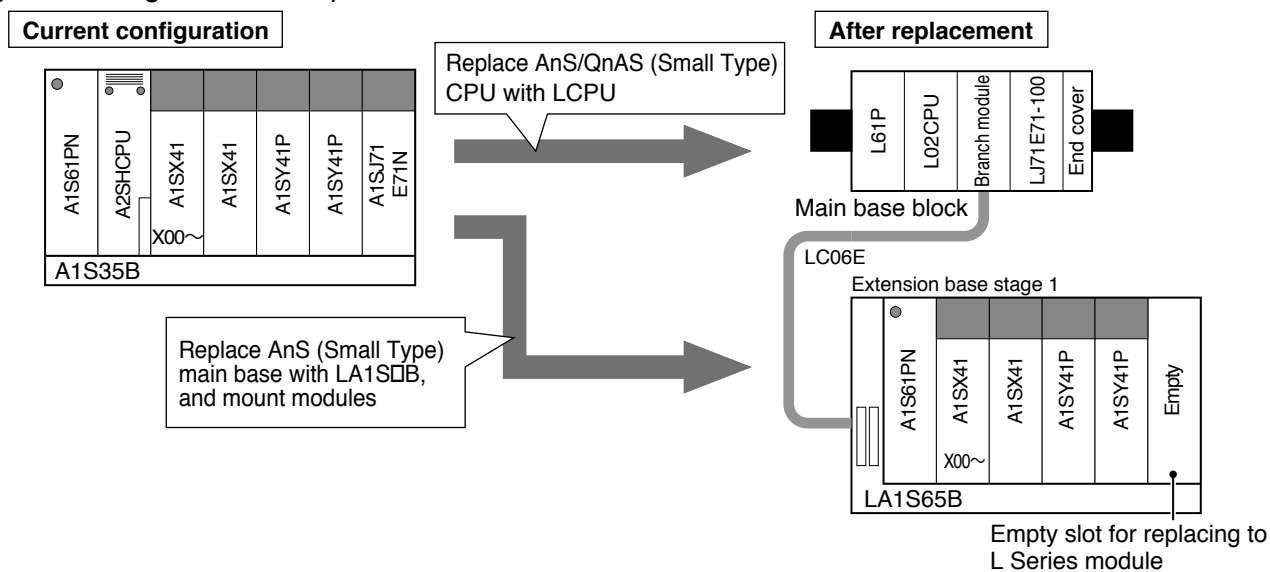 Current configuration
After replacement
Replace AnS/QnAS (Small Type)
CPU with LCPU
A1S61PN
A2SHCPU
A1SX41
A1SX41
A1SY41P
A1SY41P
A1SJ71
E71N
X00~
A1S35B
L61P
L02CPU
Branch module
LJ71E71-100
End cover
Main base block
LC06E
Extension base stage 1
Replace AnS (Small Type)
main base with LA1S□B,
and mount modules
A1S61PN
A1SX41
A1SX41
A1SY41P
A1SY41P
Empty
X00~
LA1S65B
Empty slot for replacing to
L Series module